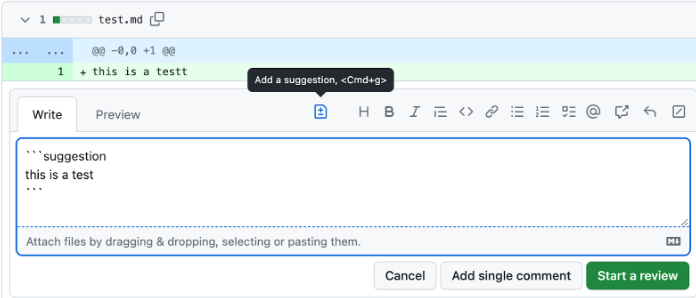 1 test.md
... ... @@ -0,0 +1 @@
1 + this is a testt
Add a suggestion, <Cmd+g>
Write Preview
```suggestion
this is a test
```
Attach files by dragging & dropping, selecting or pasting them.
Cancel Add single comment Start a review